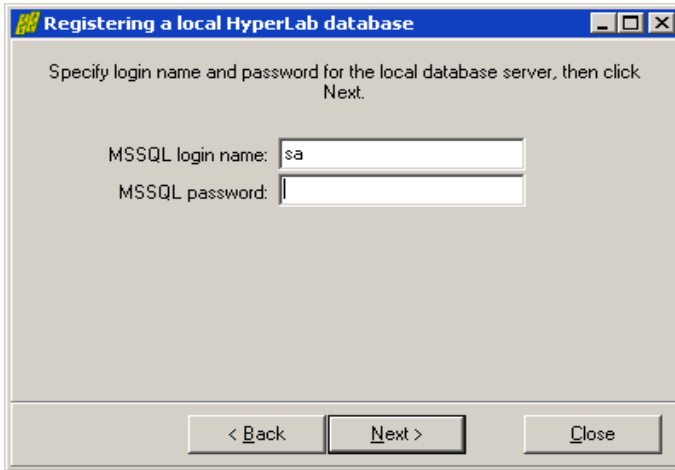 Registering a local HyperLab database
Specify login name and password for the local database server, then click
Next.
MSSQL login name: sa
MSSQL password:
< Back Next > Close